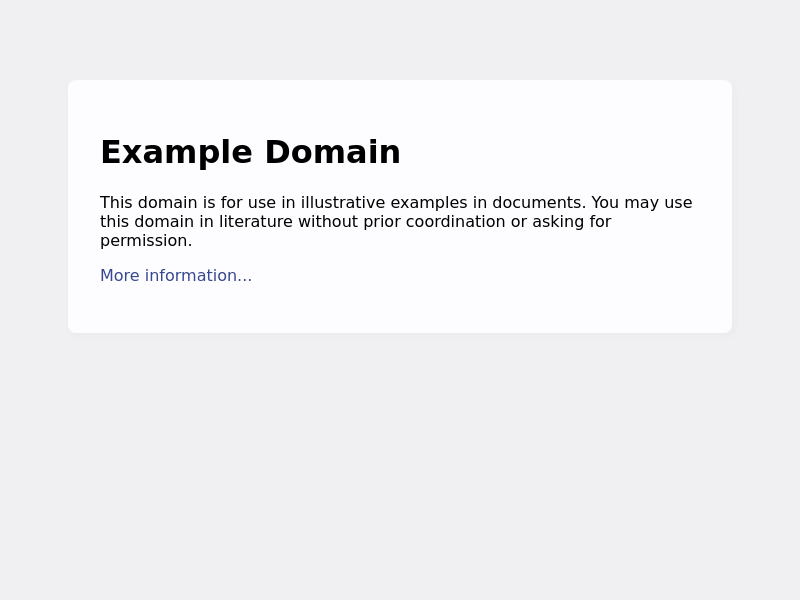 Example Domain
This domain is for use in illustrative examples in documents. You may use
this domain in literature without prior coordination or asking for
permission.
More information...